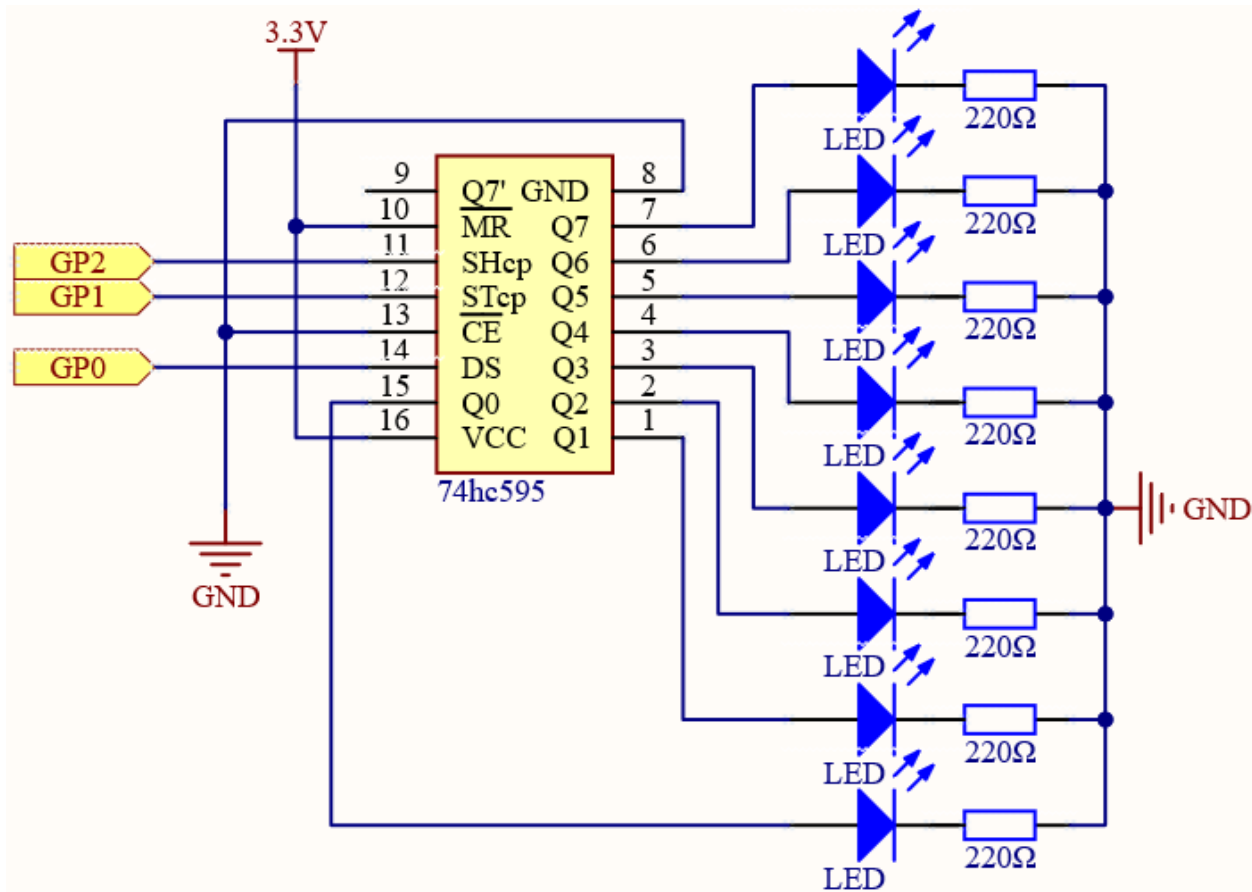 3.3V
LED
220Ω
9 Q7' GND 8
10 MR Q7 7
LED
220Ω
GP2 11 SHcp Q6 6
GP1 12 STcp Q5 5
LED
220Ω
13 CE Q4 4
GP0 14 DS Q3 3
15 Q0 Q2 2
16 VCC Q1 1
LED
220Ω
74hc595
LED
220Ω
GND
GND
LED
220Ω
LED
220Ω
LED
220Ω